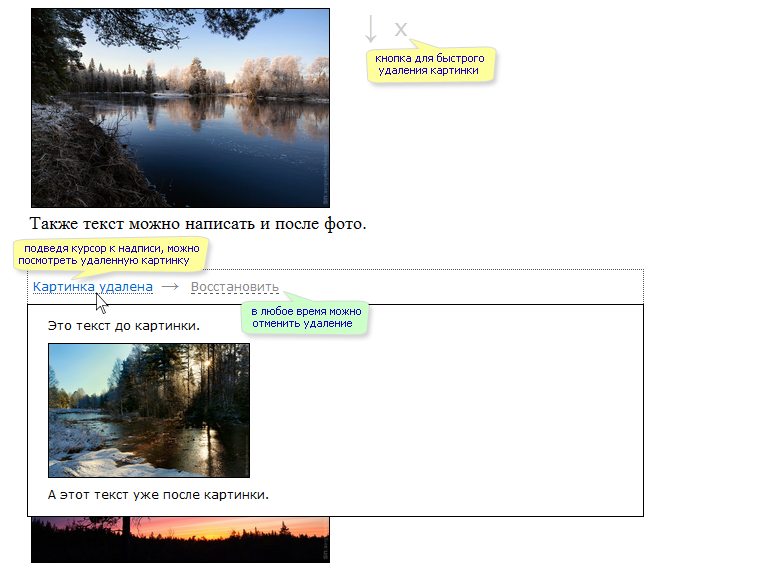 ↓ x
кнопка для быстрого
удаления картинки
Также текст можно написать и после фото.
подведя курсор к надписи, можно
посмотреть удаленную картинку
Картинка удалена → Восстановить
в любое время можно
отменить удаление
Это текст до картинки.
А этот текст уже после картинки.